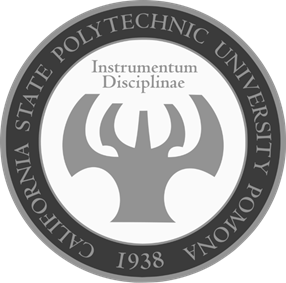 CALIFORNIA STATE POLYTECHNIC UNIVERSITY POMONA
Instrumentum
Disciplinae
1938